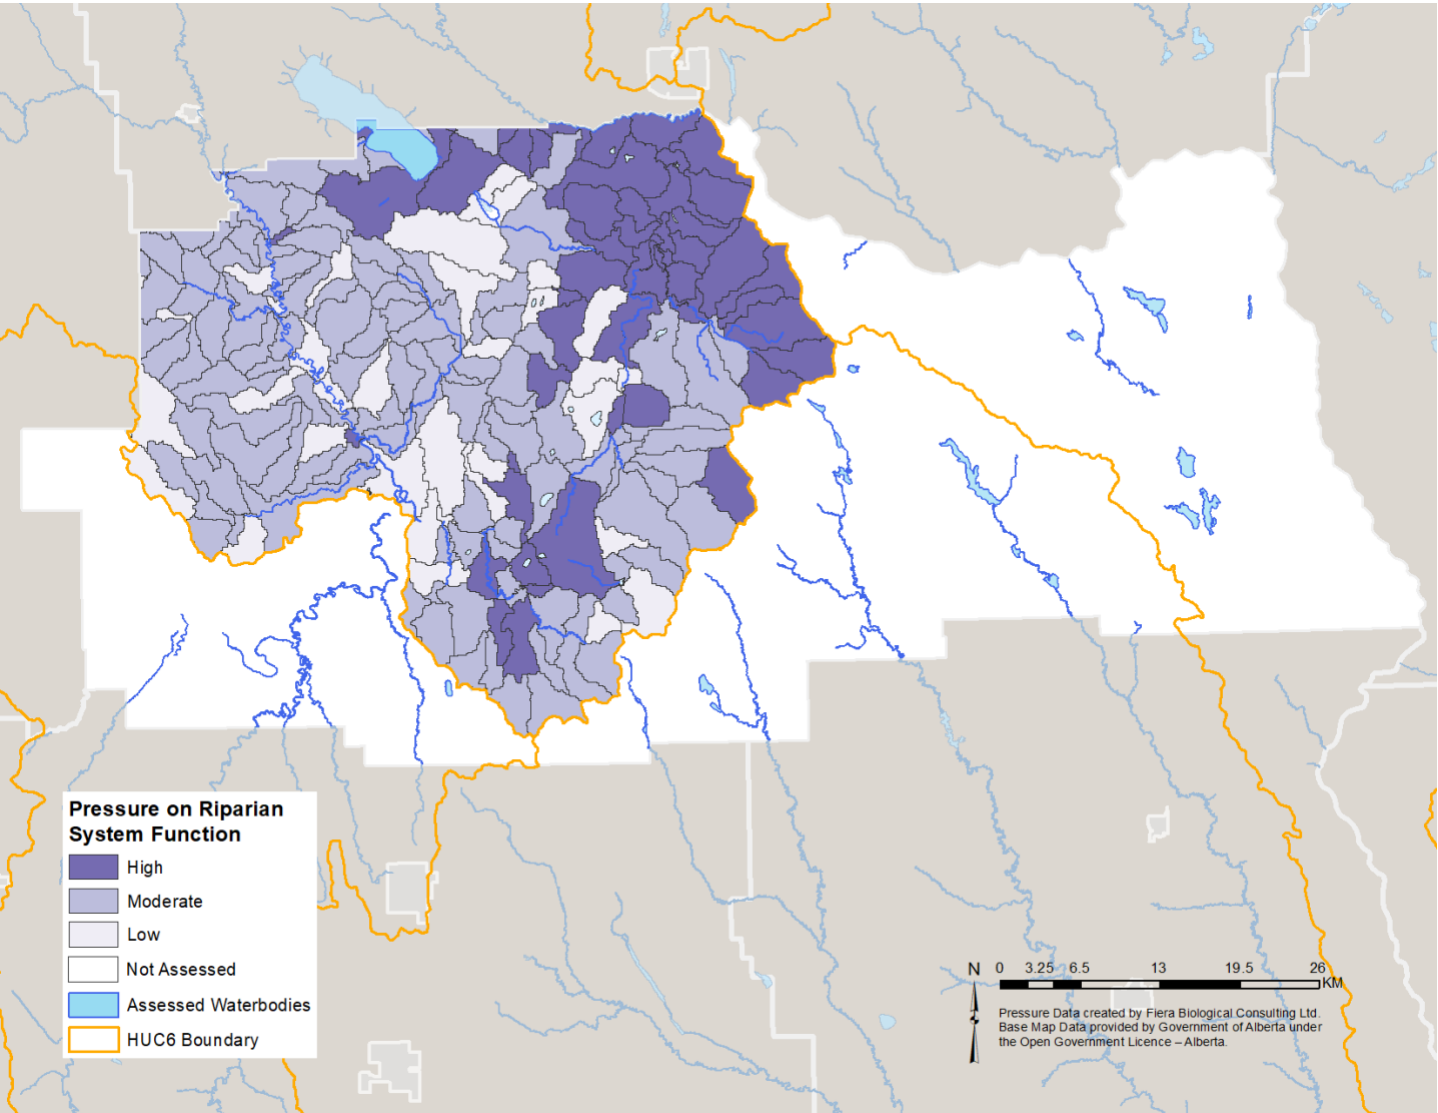 Pressure on Riparian
System Function
High
Moderate
Low
Not Assessed
Assessed Waterbodies
HUC6 Boundary
N 0 3.25 6.5 13 19.5 26
KM
Pressure Data created by Fiera Biological Consulting Ltd.
Base Map Data provided by Government of Alberta under
the Open Government Licence – Alberta.